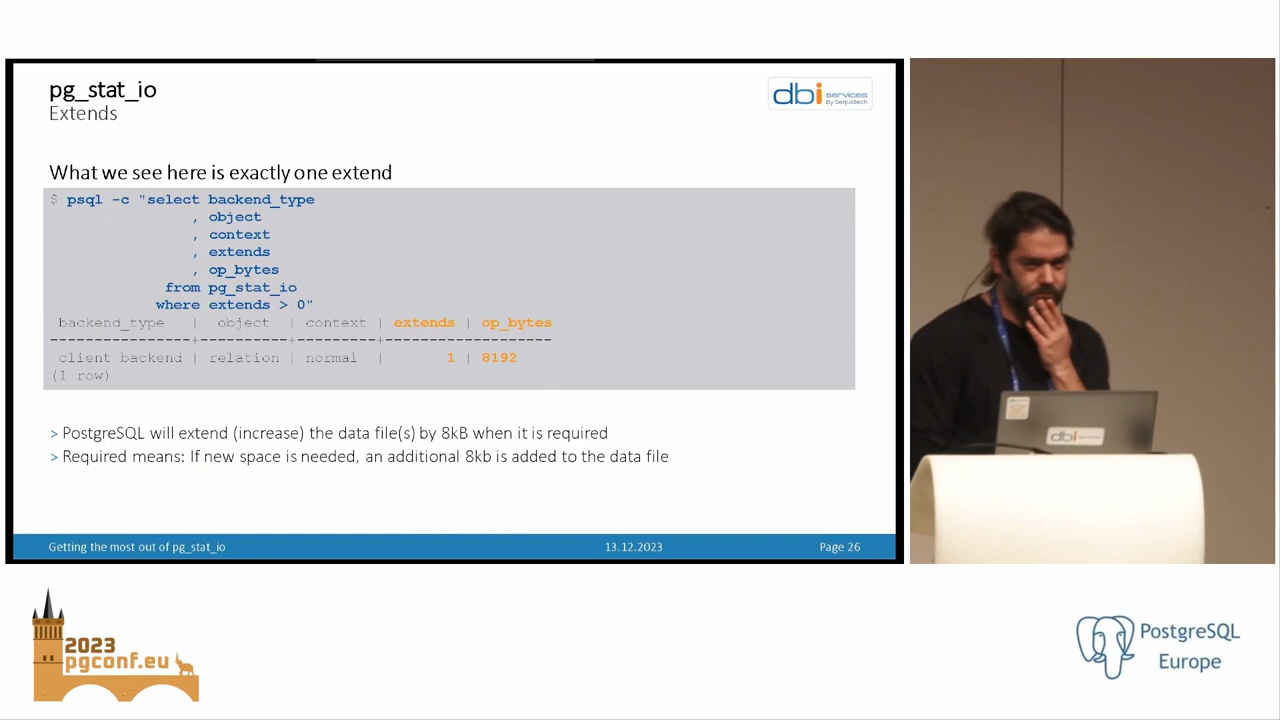 pg_stat_io
Extends
dbi services
by Sequotech
What we see here is exactly one extend
$ psql -c "select backend_type
, object
, context
, extends
, op_bytes
from pg_stat_io
where extends > 0"
backend_type | object | context | extends | op_bytes
----------------+----------+---------+-------------------
client backend | relation | normal | 1 | 8192
(1 row)
> PostgreSQL will extend (increase) the data file(s) by 8kB when it is required
> Required means: If new space is needed, an additional 8kb is added to the data file
Getting the most out of pg_stat_io
13.12.2023
Page 26
dbi services
2023
pgconf.eu
PostgreSQL
Europe